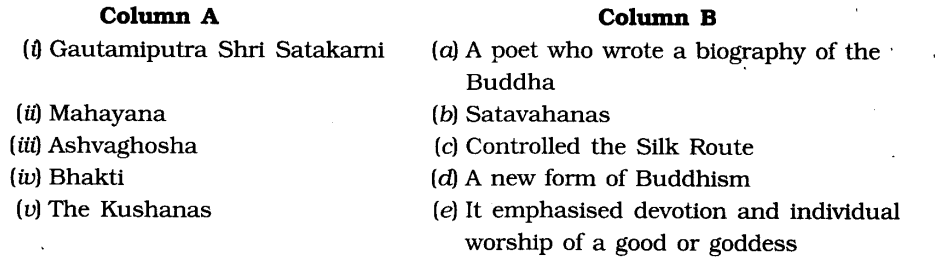 Column A Column B
(i) Gautamiputra Shri Satakarni (a) A poet who wrote a biography of the
Buddha
(ii) Mahayana (b) Satavahanas
(iii) Ashvaghosha (c) Controlled the Silk Route
(iv) Bhakti (d) A new form of Buddhism
(v) The Kushanas (e) It emphasised devotion and individual
worship of a good or goddess